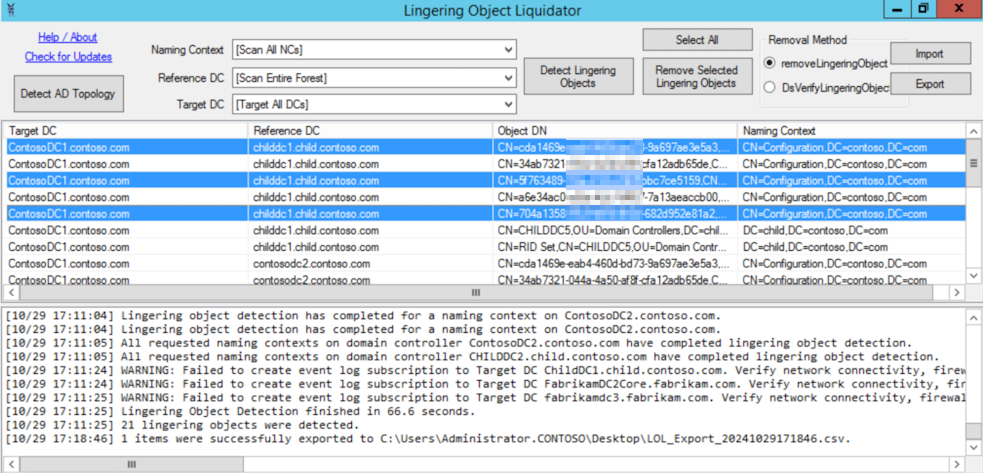 Lingering Object Liquidator
Help / About
Check for Updates
Detect AD Topology
Naming Context [Scan All NCs]
Reference DC [Scan Entire Forest]
Target DC [Target All DCs]
Detect Lingering
Objects
Select All
Remove Selected
Lingering Objects
Removal Method
removeLingeringObject
DsVerifyLingeringObjec
Import
Export
Target DC Reference DC Object DN Naming Context
ContosoDC1.contoso.com childdc1.child.contoso.com CN=cda1469e- -9a697ae3e5a3,... CN=Configuration,DC=contoso,DC=com
ContosoDC1.contoso.com childdc1.child.contoso.com CN=34ab7321 cfa12adb65de,C... CN=Configuration,DC=contoso,DC=com
ContosoDC1.contoso.com childdc1.child.contoso.com CN=5f763489- bbc7ce5159,CN... CN=Configuration,DC=contoso,DC=com
ContosoDC1.contoso.com childdc1.child.contoso.com CN=a6e34ac0 -7a13aeaccb00,... CN=Configuration,DC=contoso,DC=com
ContosoDC1.contoso.com childdc1.child.contoso.com CN=704a1358 -682d952e81a2,... CN=Configuration,DC=contoso,DC=com
ContosoDC1.contoso.com childdc1.child.contoso.com CN=CHILDDC5,OU=Domain Controllers,DC=chil... DC=child,DC=contoso,DC=com
ContosoDC1.contoso.com childdc1.child.contoso.com CN=RID Set,CN=CHILDDC5,OU=Domain Contr... DC=child,DC=contoso,DC=com
ContosoDC1.contoso.com contosodc2.contoso.com CN=cda1469e-eab4-460d-bd73-9a697ae3e5a3,... CN=Configuration,DC=contoso,DC=com
ContosoDC1.contoso.com contosodc2.contoso.com CN=34ab7321-044a-4a50-af8f-cfa12adb65de,C... CN=Configuration,DC=contoso,DC=com
[10/29 17:11:04] Lingering object detection has completed for a naming context on ContosoDC2.contoso.com.
[10/29 17:11:04] Lingering object detection has completed for a naming context on ContosoDC2.contoso.com.
[10/29 17:11:05] All requested naming contexts on domain controller ContosoDC2.contoso.com have completed lingering object detection.
[10/29 17:11:05] All requested naming contexts on domain controller CHILDDC2.child.contoso.com have completed lingering object detection.
[10/29 17:11:24] WARNING: Failed to create event log subscription to Target DC ChildDC1.child.contoso.com. Verify network connectivity, firew
[10/29 17:11:24] WARNING: Failed to create event log subscription to Target DC FabrikamDC2Core.fabrikam.com. Verify network connectivity, fir
[10/29 17:11:25] WARNING: Failed to create event log subscription to Target DC fabrikamdc3.fabrikam.com. Verify network connectivity, firewal
[10/29 17:11:25] Lingering Object Detection finished in 66.6 seconds.
[10/29 17:11:25] 21 lingering objects were detected.
[10/29 17:18:46] 1 items were successfully exported to C:\Users\Administrator.CONTOSO\Desktop\LOL_Export_20241029171846.csv.